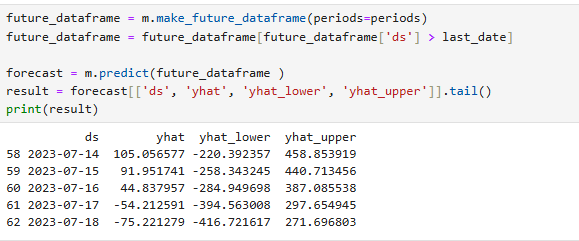 future_dataframe = m.make_future_dataframe(periods=periods)
future_dataframe = future_dataframe[future_dataframe['ds'] > last_date]
forecast = m.predict(future_dataframe )
result = forecast[['ds', 'yhat', 'yhat_lower', 'yhat_upper']].tail()
print(result)
ds yhat yhat_lower yhat_upper
58 2023-07-14 105.056577 -220.392357 458.853919
59 2023-07-15 91.951741 -258.343245 440.713456
60 2023-07-16 44.837957 -284.949698 387.085538
61 2023-07-17 -54.212591 -394.563008 297.654945
62 2023-07-18 -75.221279 -416.721617 271.696803